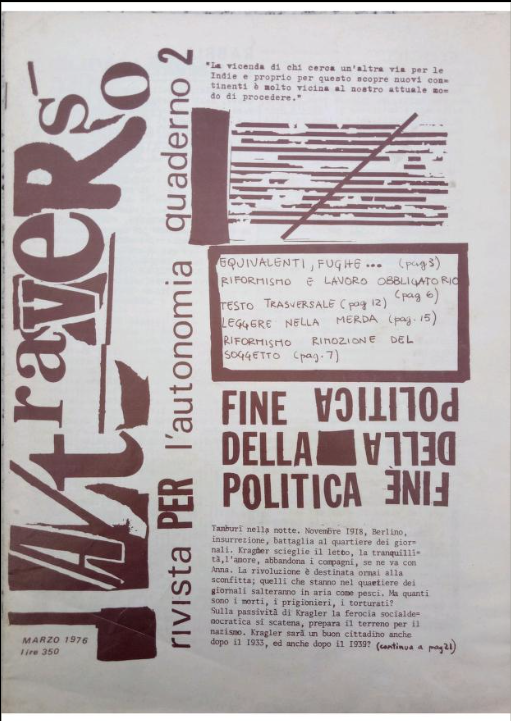 A/traverso
rivista PER l'autonomia quaderno 2
"La vicenda di chi cerca un'altra via per le
Indie e proprio per questo scopre nuovi con=
tinenti è molto vicina al nostro attuale mo=
do di procedere."
EQUIVALENTI, FUGHE ... (pag 3)
RIFORMISMO E LAVORO OBBLIGATORIO
(pag 6)
TESTO TRASVERSALE (pag 12)
LEGGERE NELLA MERDA (pag. 15)
RIFORMISMO RIMOZIONE DEL
SOGGETTO (pag. 7)
FINE
DELLA
POLITICA
FINE
DELLA
POLITICA
Tamburi nella notte. Novembre 1918, Berlino,
insurrezione, battaglia al quartiere dei gior=
nali. Kragler scieglie il letto, la tranquilli=
tà, l'amore, abbandona i compagni, se ne va con
Anna. La rivoluzione è destinata ormai alla
sconfitta; quelli che stanno nel quartiere dei
giornali salteranno in aria come pesci. Ma quanti
sono i morti, i prigionieri, i torturati?
Sulla passività di Kragler la ferocia socialde=
mocratica si scatena, prepara il terreno per il
nazismo. Kragler sarà un buon cittadino anche
dopo il 1933, ed anche dopo il 1939? (continua a pag 21)
MARZO 1976
lire 350